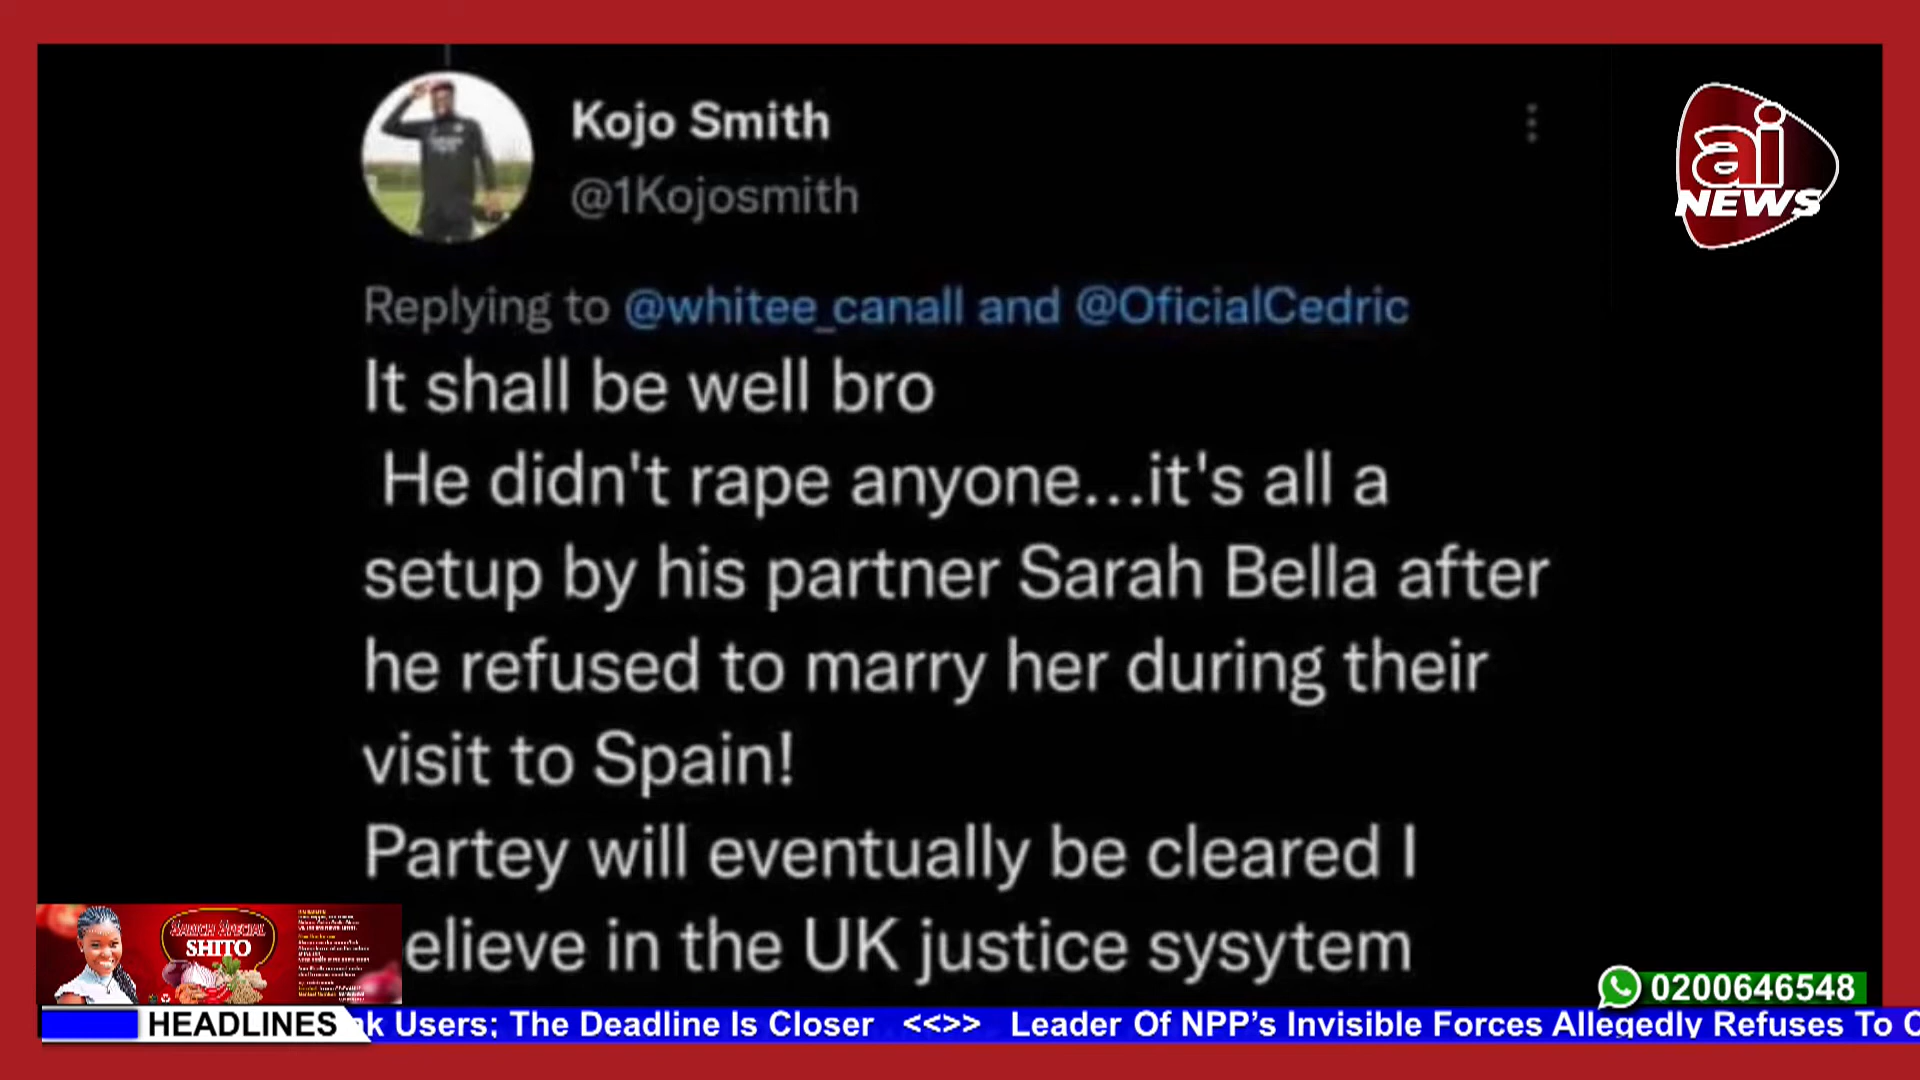 Kojo Smith
@1Kojosmith
Replying to @whitee_canall and @OficialCedric
It shall be well bro
He didn't rape anyone...it's all a
setup by his partner Sarah Bella after
he refused to marry her during their
visit to Spain!
Partey will eventually be cleared I
elieve in the UK justice sysytem
ai
NEWS
SPECIAL
SHITO
0200646548
HEADLINES
k Users; The Deadline Is Closer <<>> Leader Of NPP's Invisible Forces Allegedly Refuses To